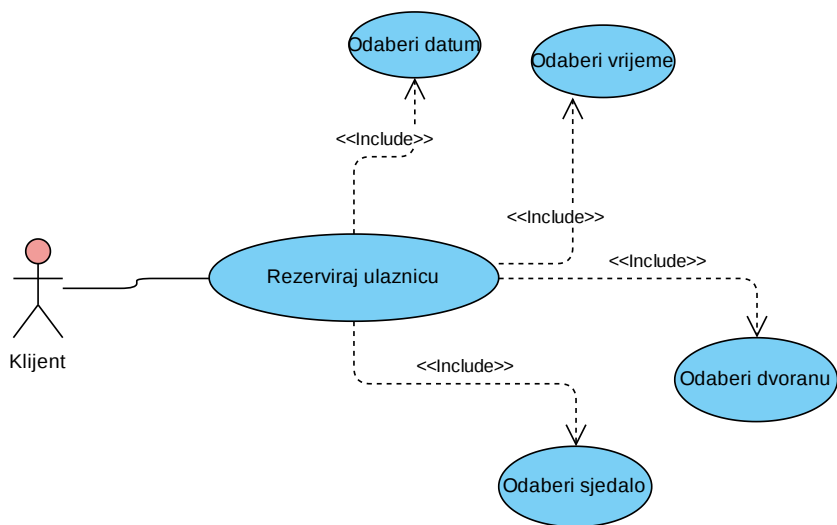 Odaberi datum
Odaberi vrijeme
<<Include>>
<<Include>>
<<Include>>
Rezerviraj ulaznicu
Klijent
<<Include>>
Odaberi dvoranu
Odaberi sjedalo